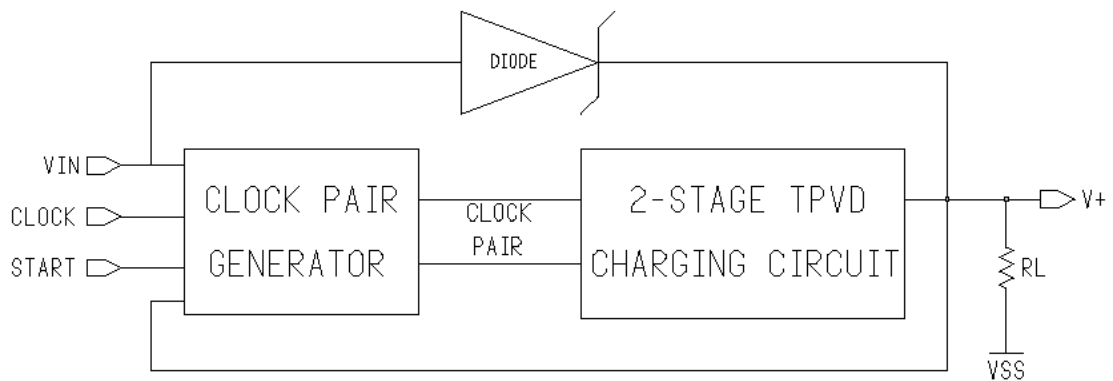 DIODE
VIN
CLOCK
START
CLOCK PAIR
GENERATOR
CLOCK
PAIR
2-STAGE TPVD
CHARGING CIRCUIT
V+
RL
VSS